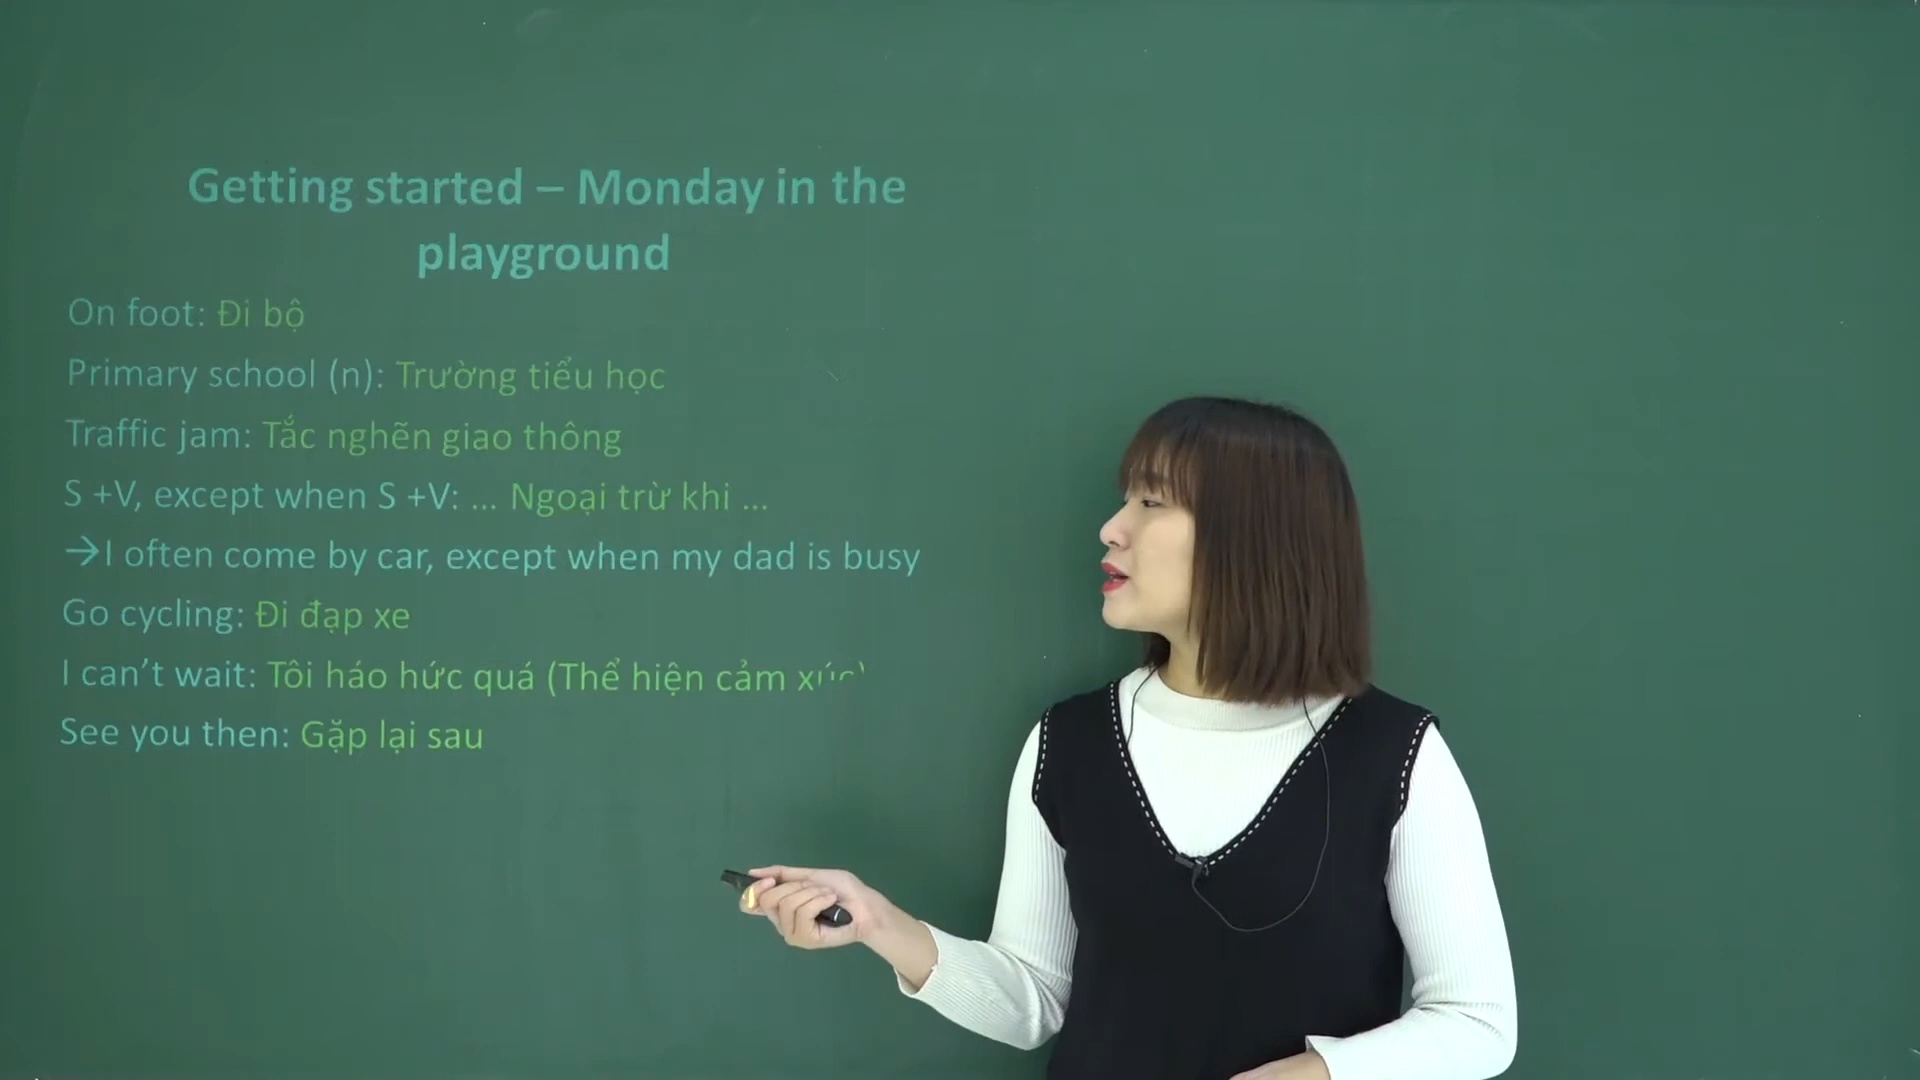 Getting started – Monday in the
playground
On foot: Đi bộ
Primary school (n): Trường tiểu học
Traffic jam: Tắc nghẽn giao thông
S +V, except when S +V: ... Ngoại trừ khi ...
→I often come by car, except when my dad is busy
Go cycling: Đi đạp xe
I can’t wait: Tôi háo hức quá (Thể hiện cảm xúc)
See you then: Gặp lại sau